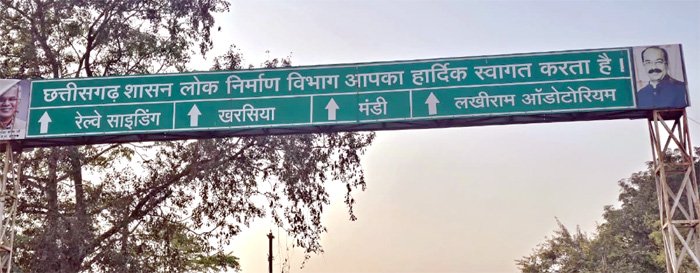 छत्तीसगढ़ शासन लोक निर्माण विभाग आपका हार्दिक स्वागत करता है।
रेल्वे साइडिंग खरसिया मंडी लखीराम ऑडोटोरियम